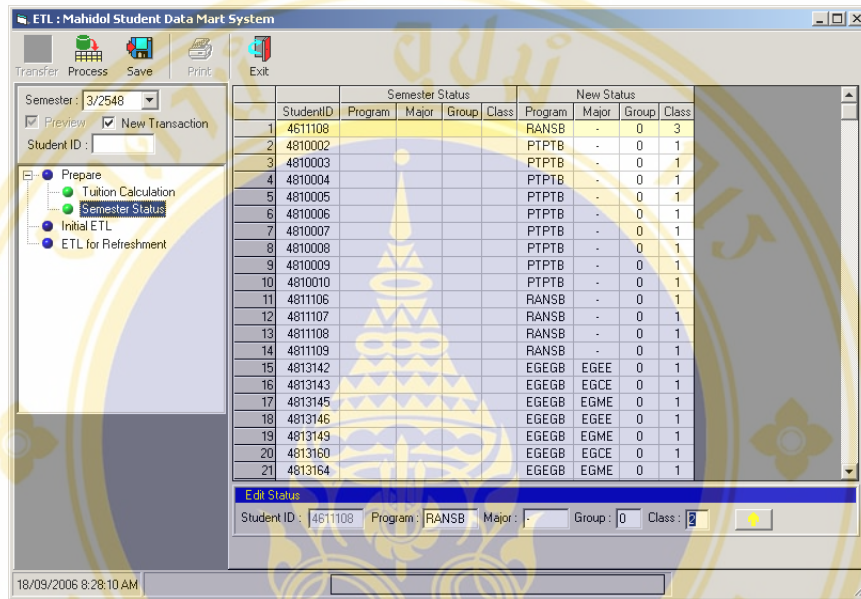 ETL : Mahidol Student Data Mart System
Transfer Process Save Print Exit
Semester : 3/2548
Preview New Transaction
Student ID :
Prepare
Tuition Calculation
Semester Status
Initial ETL
ETL for Refreshment
Semester Status New Status
StudentID Program Major Group Class Program Major Group Class
1 4611108 RANSB - 0 3
2 4810002 PTPTB - 0 1
3 4810003 PTPTB - 0 1
4 4810004 PTPTB - 0 1
5 4810005 PTPTB - 0 1
6 4810006 PTPTB - 0 1
7 4810007 PTPTB - 0 1
8 4810008 PTPTB - 0 1
9 4810009 PTPTB - 0 1
10 4810010 PTPTB - 0 1
11 4811106 RANSB - 0 1
12 4811107 RANSB - 0 1
13 4811108 RANSB - 0 1
14 4811109 RANSB - 0 1
15 4813142 EGEGB EGEE 0 1
16 4813143 EGEGB EGCE 0 1
17 4813145 EGEGB EGME 0 1
18 4813146 EGEGB EGEE 0 1
19 4813149 EGEGB EGME 0 1
20 4813160 EGEGB EGCE 0 1
21 4813164 EGEGB EGME 0 1
Edit Status
Student ID : 4611108 Program : RANSB Major : - Group : 0 Class : 2
18/09/2006 8:28:10 AM